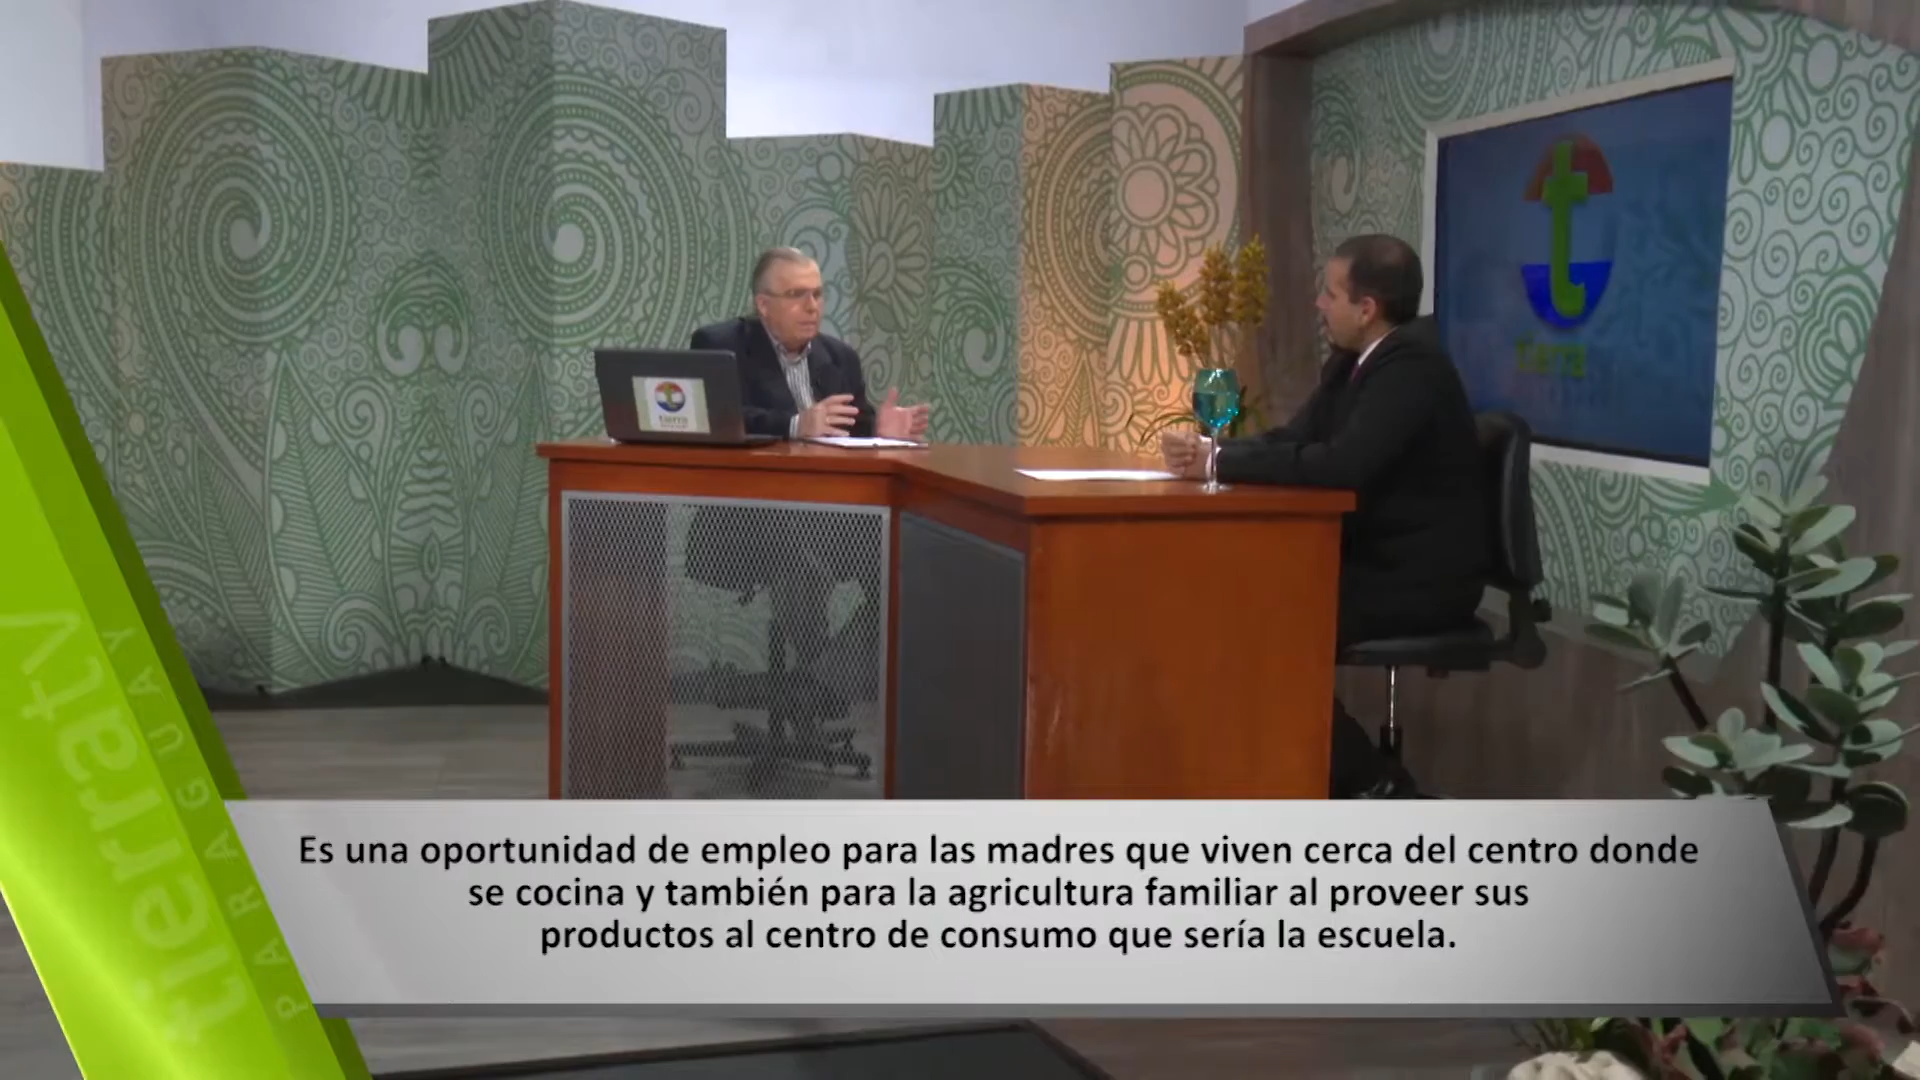 tierra
tierra
tierratv
PARAGUAY
Es una oportunidad de empleo para las madres que viven cerca del centro donde
se cocina y también para la agricultura familiar al proveer sus
productos al centro de consumo que sería la escuela.